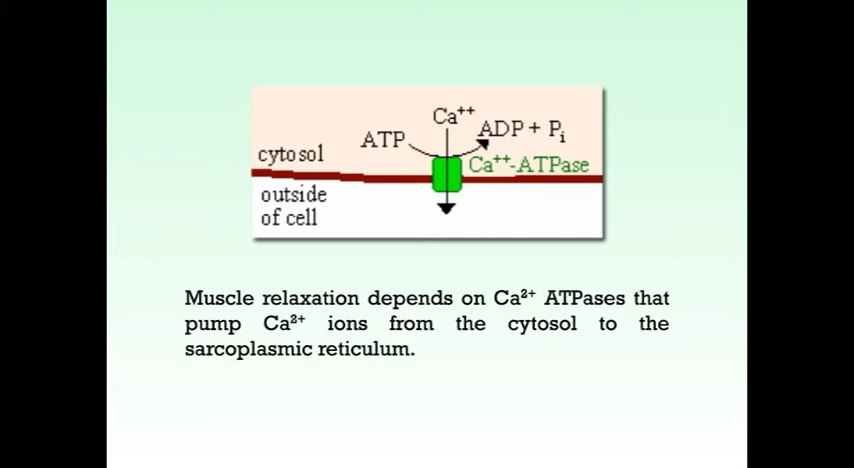 Ca⁺⁺
ATP
ADP + Pᵢ
cytosol
Ca⁺⁺-ATPase
outside
of cell
Muscle relaxation depends on Ca²⁺ ATPases that
pump Ca²⁺ ions from the cytosol to the
sarcoplasmic reticulum.